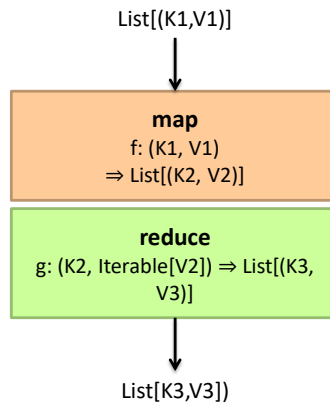 List[(K1,V1)]
map
f: (K1, V1)
⇒ List[(K2, V2)]
reduce
g: (K2, Iterable[V2]) ⇒ List[(K3,
V3)]
List[K3,V3])